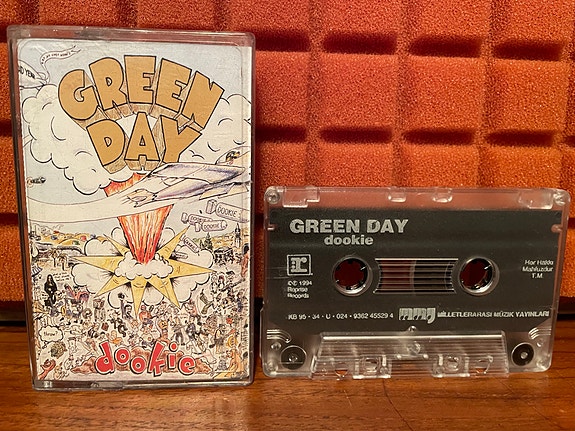 GREEN
DAY
DOOKIE
dookie
GREEN DAY
dookie
R
℗© 1994
Reprise
Records
Her Hakkı
Mahfuzdur
T.M.
KB 95 • 34 • U • 024 • 9362 45529 4
mmy MİLLETLERARASI MÜZİK YAYINLARI